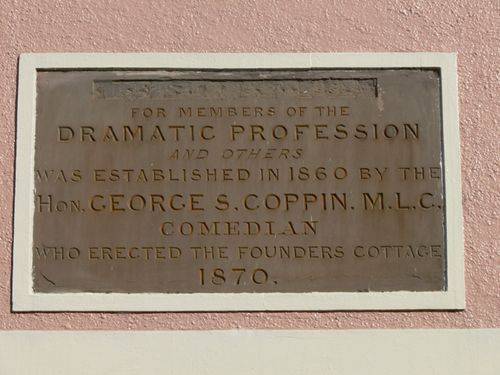 FOR MEMBERS OF THE
DRAMATIC PROFESSION
AND OTHERS
WAS ESTABLISHED IN 1860 BY THE
HON. GEORGE S. COPPIN. M.L.C.
COMEDIAN
WHO ERECTED THE FOUNDERS COTTAGE
1870.